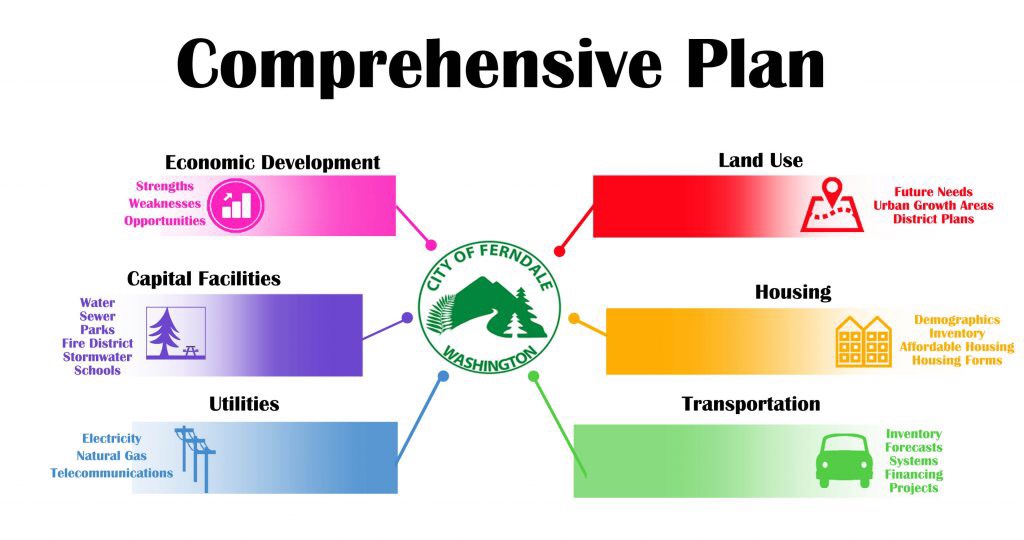 Comprehensive Plan
Economic Development
Strengths
Weaknesses
Opportunities
Land Use
Future Needs
Urban Growth Areas
District Plans
CITY OF FERNDALE
WASHINGTON
Capital Facilities
Water
Sewer
Parks
Fire District
Stormwater
Schools
Housing
Demographics
Inventory
Affordable Housing
Housing Forms
Utilities
Electricity
Natural Gas
Telecommunications
Transportation
Inventory
Forecasts
Systems
Financing
Projects